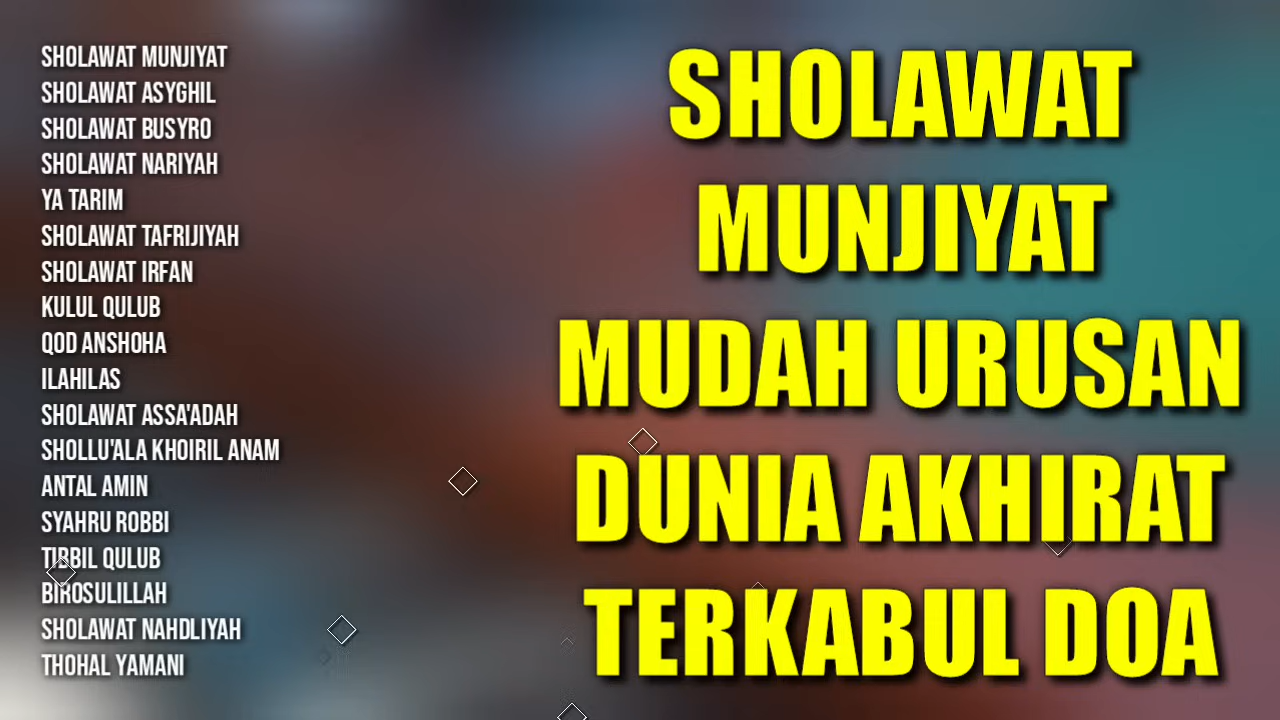 SHOLAWAT MUNJIYAT
SHOLAWAT ASYGHIL
SHOLAWAT BUSYRO
SHOLAWAT NARIYAH
YA TARIM
SHOLAWAT TAFRIJIYAH
SHOLAWAT IRFAN
KULUL QULUB
QOD ANSHOHA
ILAHILAS
SHOLAWAT ASSA'ADAH
SHOLLU'ALA KHOIRIL ANAM
ANTAL AMIN
SYAHRU ROBBI
TIBBIL QULUB
BIROSULILLAH
SHOLAWAT NAHDLIYAH
THOHAL YAMANI
SHOLAWAT
MUNJIYAT
MUDAH URUSAN
DUNIA AKHIRAT
TERKABUL DOA